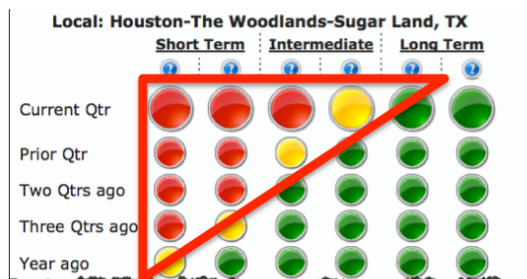 Local: Houston-The Woodlands-Sugar Land, TX
Short Term Intermediate Long Term
? ? ? ? ? ?
Current Qtr
Prior Qtr
Two Qtrs ago
Three Qtrs ago
Year ago